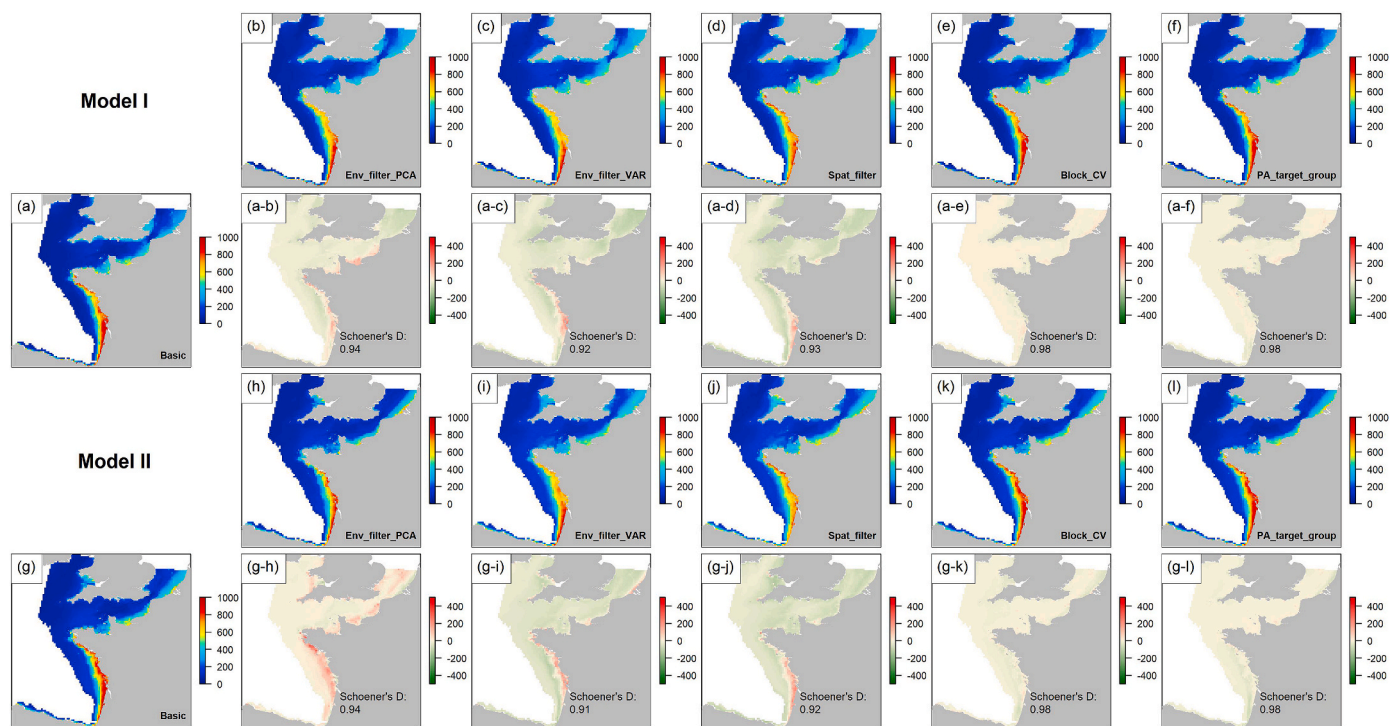 (b)
1000
800
600
400
200
0
Env_filter_PCA
(c)
1000
800
600
400
200
0
Env_filter_VAR
(d)
1000
800
600
400
200
0
Spat_filter
(e)
1000
800
600
400
200
0
Block_CV
(f)
1000
800
600
400
200
0
PA_target_group
Model I
(a)
1000
800
600
400
200
0
Basic
(a-b)
400
200
0
-200
-400
Schoener's D:
0.94
(a-c)
400
200
0
-200
-400
Schoener's D:
0.92
(a-d)
400
200
0
-200
-400
Schoener's D:
0.93
(a-e)
400
200
0
-200
-400
Schoener's D:
0.98
(a-f)
400
200
0
-200
-400
Schoener's D:
0.98
Model II
(h)
1000
800
600
400
200
0
Env_filter_PCA
(i)
1000
800
600
400
200
0
Env_filter_VAR
(j)
1000
800
600
400
200
0
Spat_filter
(k)
1000
800
600
400
200
0
Block_CV
(l)
1000
800
600
400
200
0
PA_target_group
(g)
1000
800
600
400
200
0
Basic
(g-h)
400
200
0
-200
-400
Schoener's D:
0.94
(g-i)
400
200
0
-200
-400
Schoener's D:
0.91
(g-j)
400
200
0
-200
-400
Schoener's D:
0.92
(g-k)
400
200
0
-200
-400
Schoener's D:
0.98
(g-l)
400
200
0
-200
-400
Schoener's D:
0.98